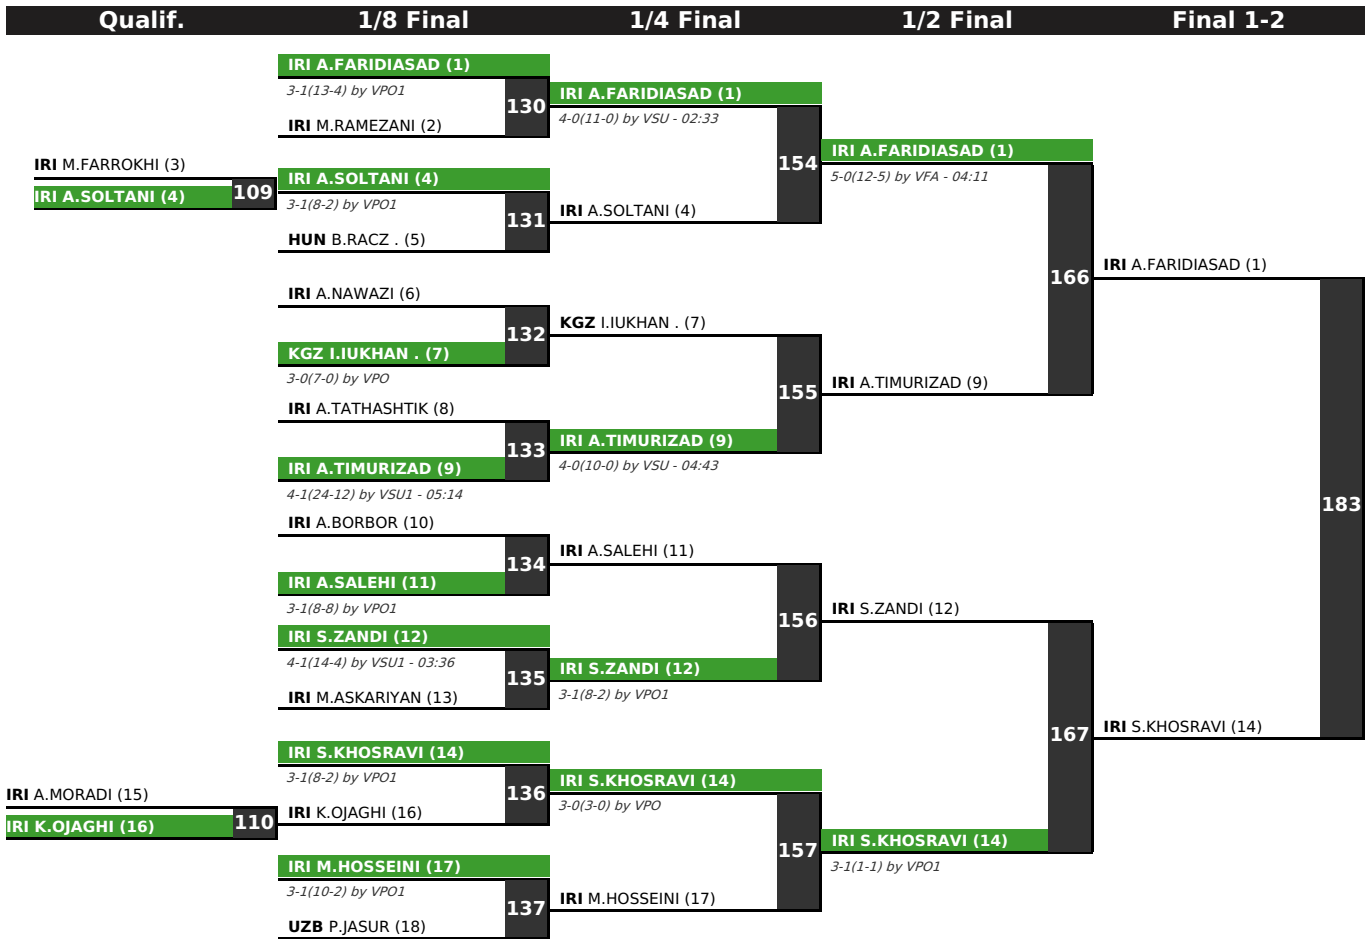 Qualif.
1/8 Final
1/4 Final
1/2 Final
Final 1-2
IRI M.FARROKHI (3)
IRI A.SOLTANI (4)
109
IRI A.MORADI (15)
IRI K.OJAGHI (16)
110
IRI A.FARIDIASAD (1)
3-1(13-4) by VPO1
130
IRI M.RAMEZANI (2)
IRI A.SOLTANI (4)
3-1(8-2) by VPO1
131
HUN B.RACZ . (5)
IRI A.NAWAZI (6)
132
KGZ I.IUKHAN . (7)
3-0(7-0) by VPO
IRI A.TATHASHTIK (8)
133
IRI A.TIMURIZAD (9)
4-1(24-12) by VSU1 - 05:14
IRI A.BORBOR (10)
134
IRI A.SALEHI (11)
3-1(8-8) by VPO1
IRI S.ZANDI (12)
4-1(14-4) by VSU1 - 03:36
135
IRI M.ASKARIYAN (13)
IRI S.KHOSRAVI (14)
3-1(8-2) by VPO1
136
IRI K.OJAGHI (16)
IRI M.HOSSEINI (17)
3-1(10-2) by VPO1
137
UZB P.JASUR (18)
IRI A.FARIDIASAD (1)
4-0(11-0) by VSU - 02:33
154
IRI A.SOLTANI (4)
KGZ I.IUKHAN . (7)
155
IRI A.TIMURIZAD (9)
4-0(10-0) by VSU - 04:43
IRI A.SALEHI (11)
156
IRI S.ZANDI (12)
3-1(8-2) by VPO1
IRI S.KHOSRAVI (14)
3-0(3-0) by VPO
157
IRI M.HOSSEINI (17)
IRI A.FARIDIASAD (1)
5-0(12-5) by VFA - 04:11
166
IRI A.TIMURIZAD (9)
IRI S.ZANDI (12)
167
IRI S.KHOSRAVI (14)
3-1(1-1) by VPO1
IRI A.FARIDIASAD (1)
183
IRI S.KHOSRAVI (14)